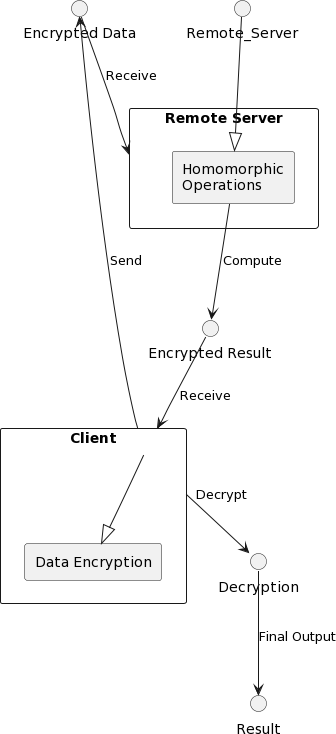 Encrypted Data
Remote_Server
Receive
Remote Server
Homomorphic
Operations
Send
Compute
Encrypted Result
Receive
Client
Decrypt
Data Encryption
Decryption
Final Output
Result